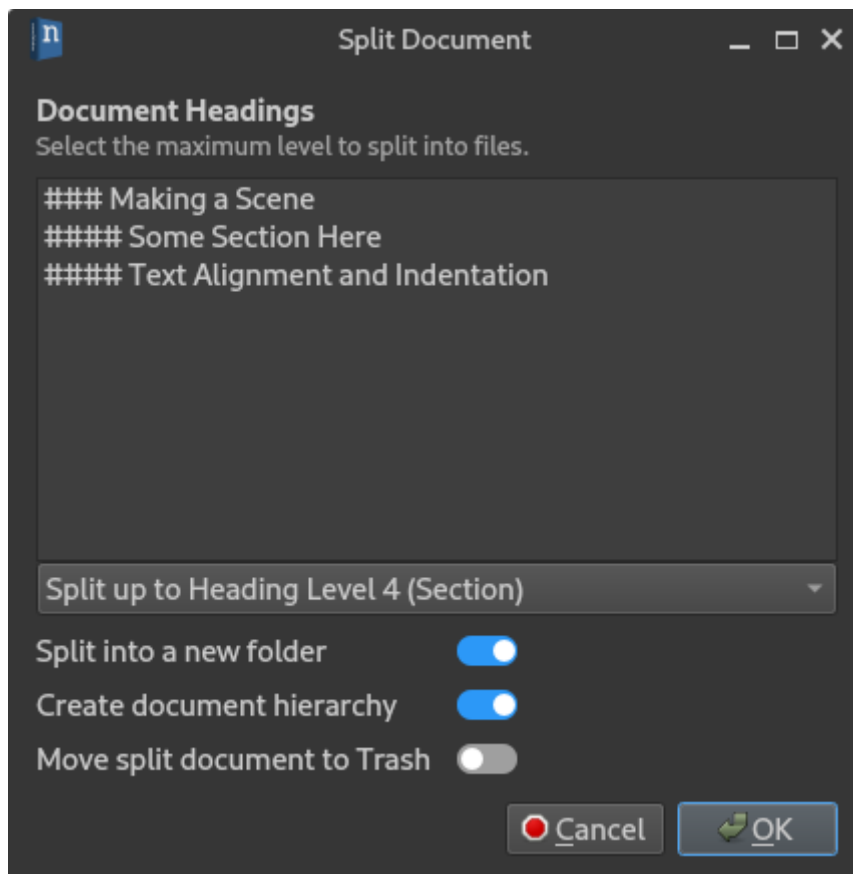 n
Split Document
Document Headings
Select the maximum level to split into files.
### Making a Scene
#### Some Section Here
#### Text Alignment and Indentation
Split up to Heading Level 4 (Section)
Split into a new folder
Create document hierarchy
Move split document to Trash
Cancel OK